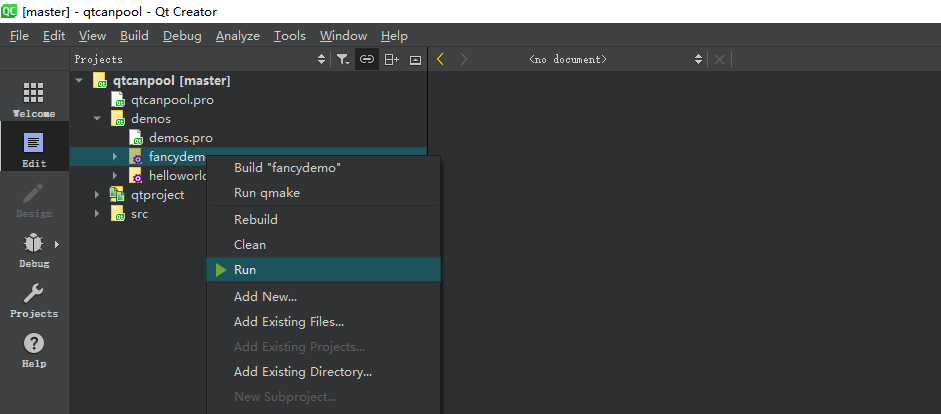 [master] - qtcanpool - Qt Creator
File Edit View Build Debug Analyze Tools Window Help
Projects <no document>
Welcome
Edit
Design
Debug
Projects
Help
qtcanpool [master]
qtcanpool.pro
demos
demos.pro
fancydem
helloworld
qtproject
src
Build "fancydemo"
Run qmake
Rebuild
Clean
Run
Add New...
Add Existing Files...
Add Existing Projects...
Add Existing Directory...
New Subproject...